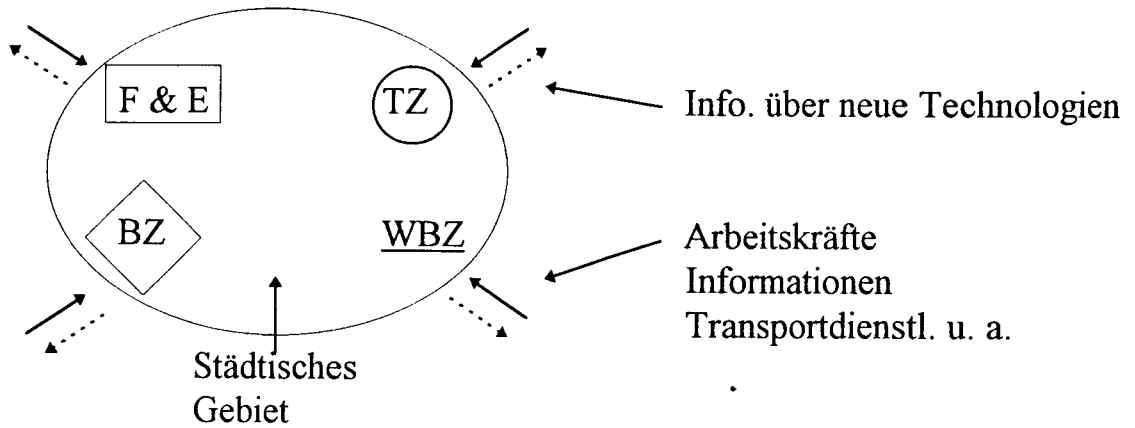 F & E
TZ
Info. über neue Technologien
BZ
WBZ
Arbeitskräfte
Informationen
Transportdienstl. u. a.
Städtisches
Gebiet